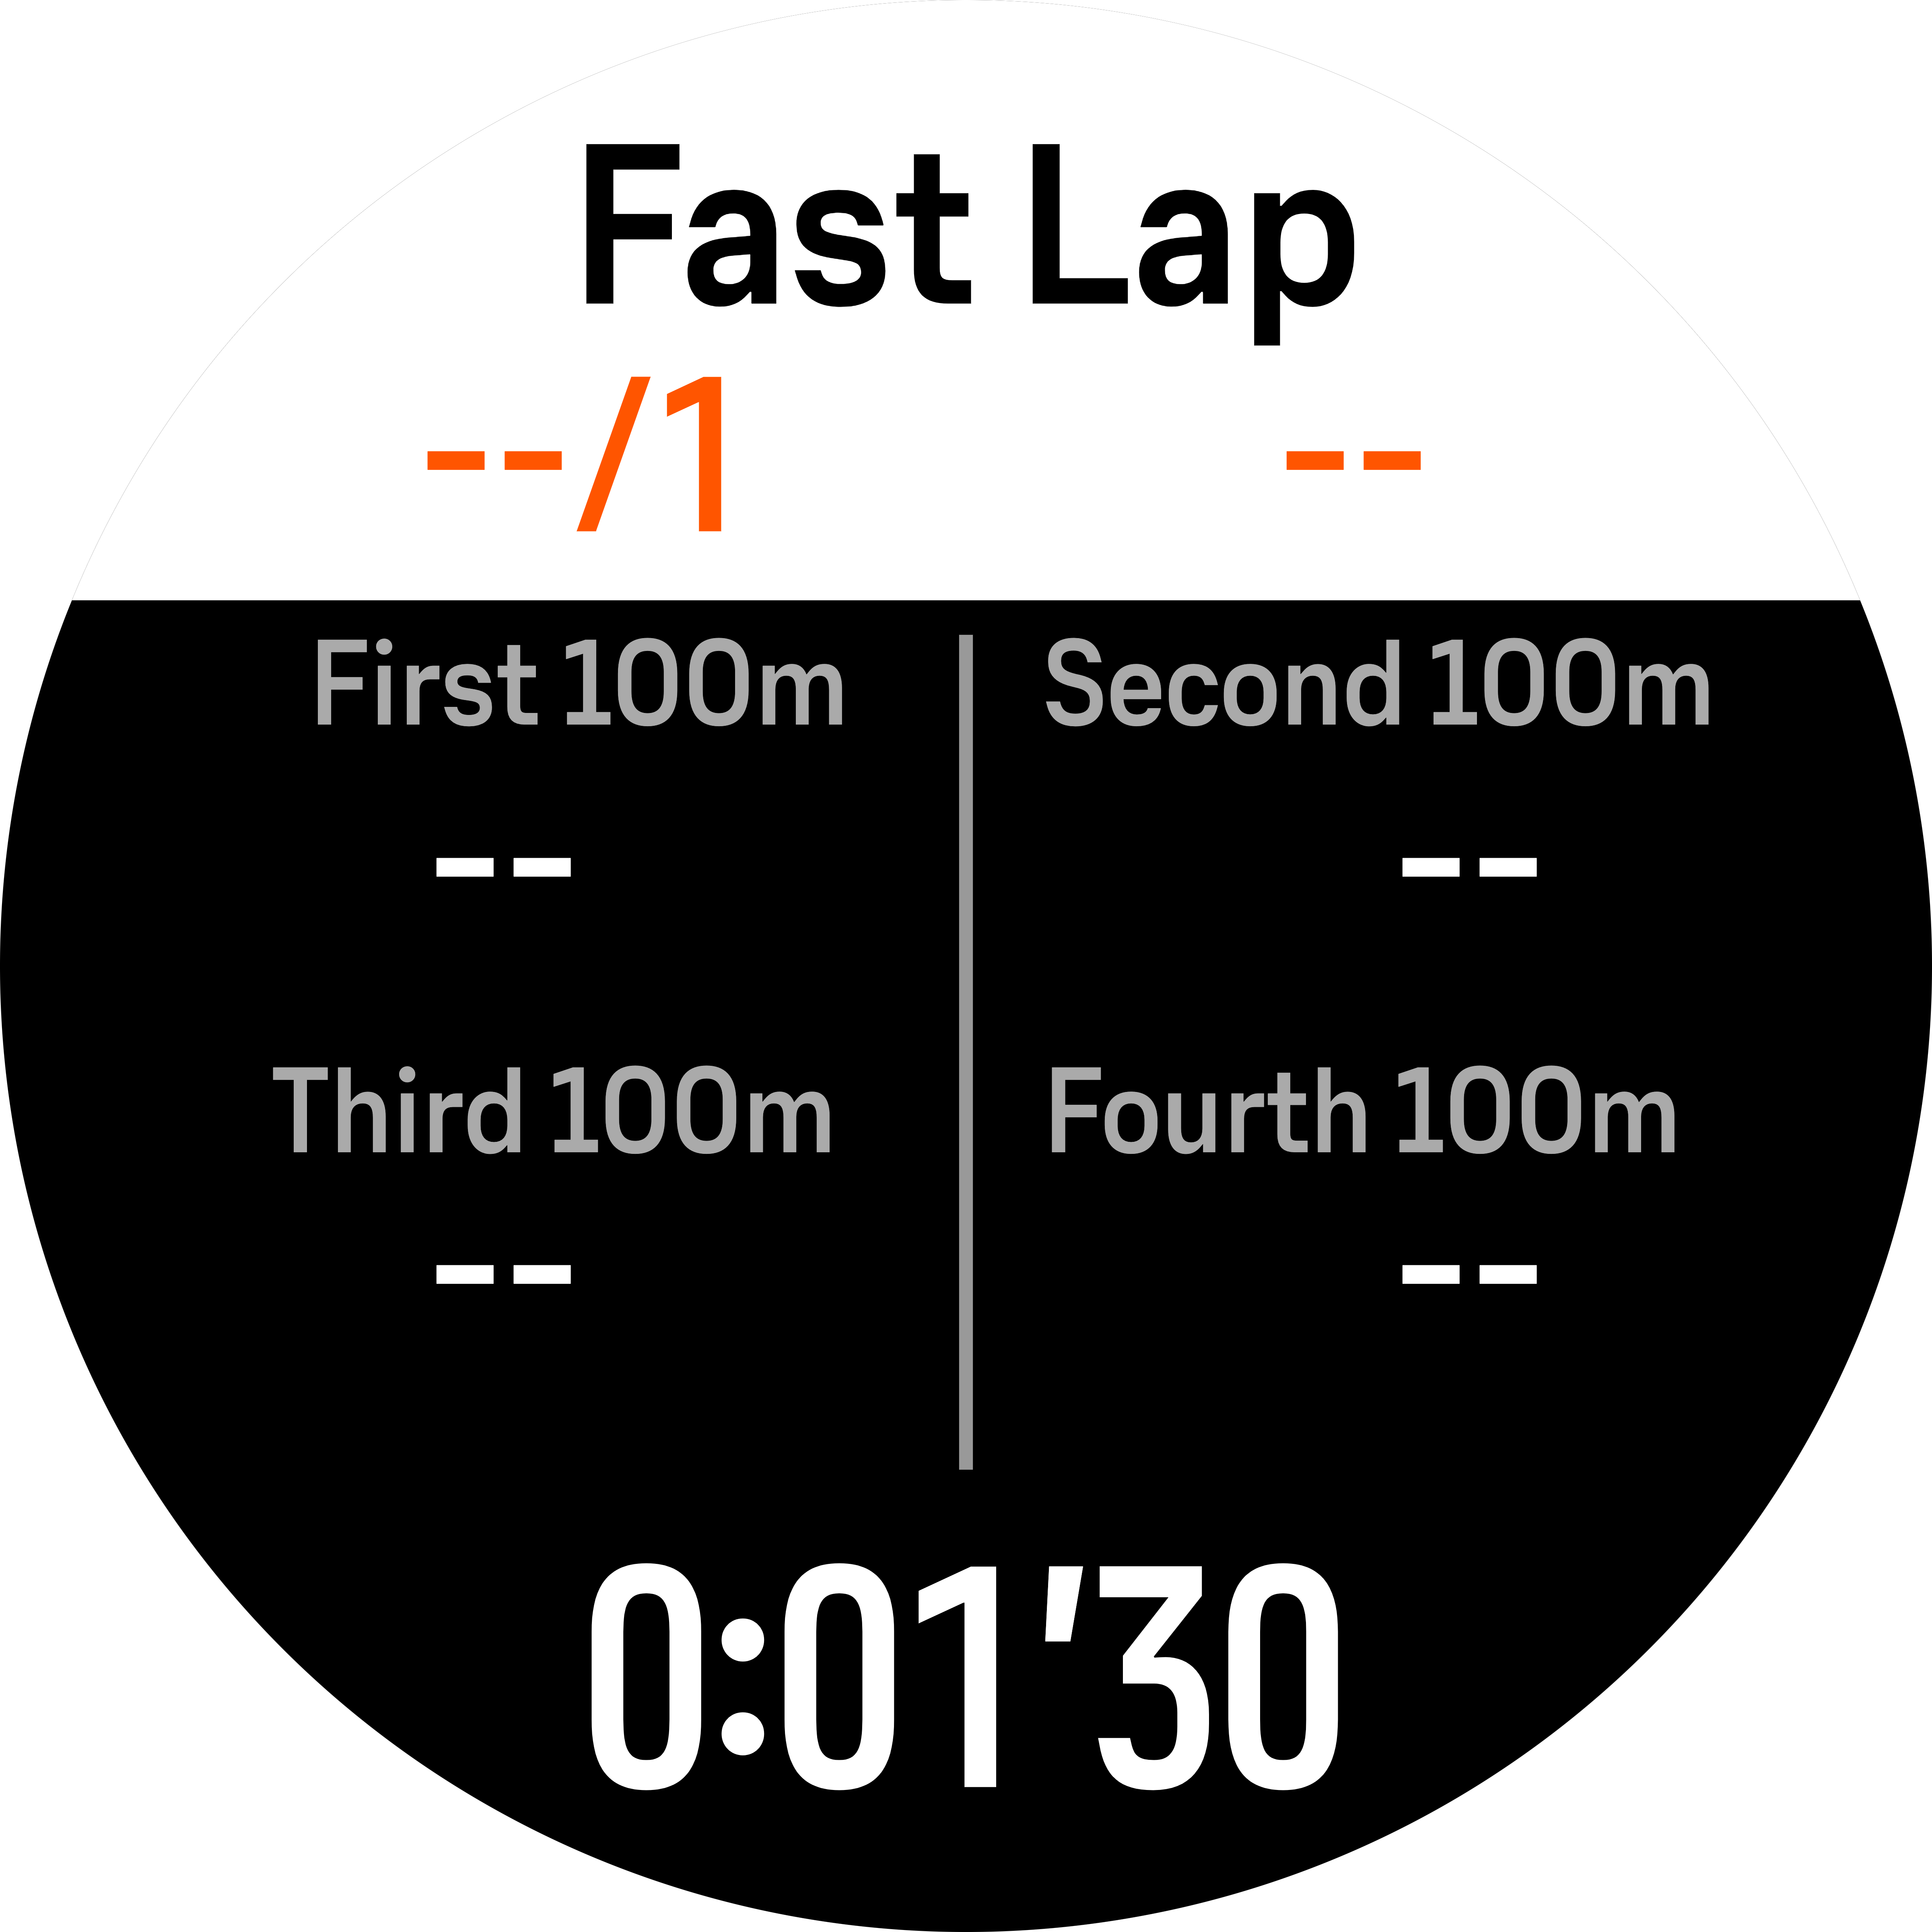 Fast Lap
--/1 --
First 100m Second 100m
-- --
Third 100m Fourth 100m
-- --
0:01'30